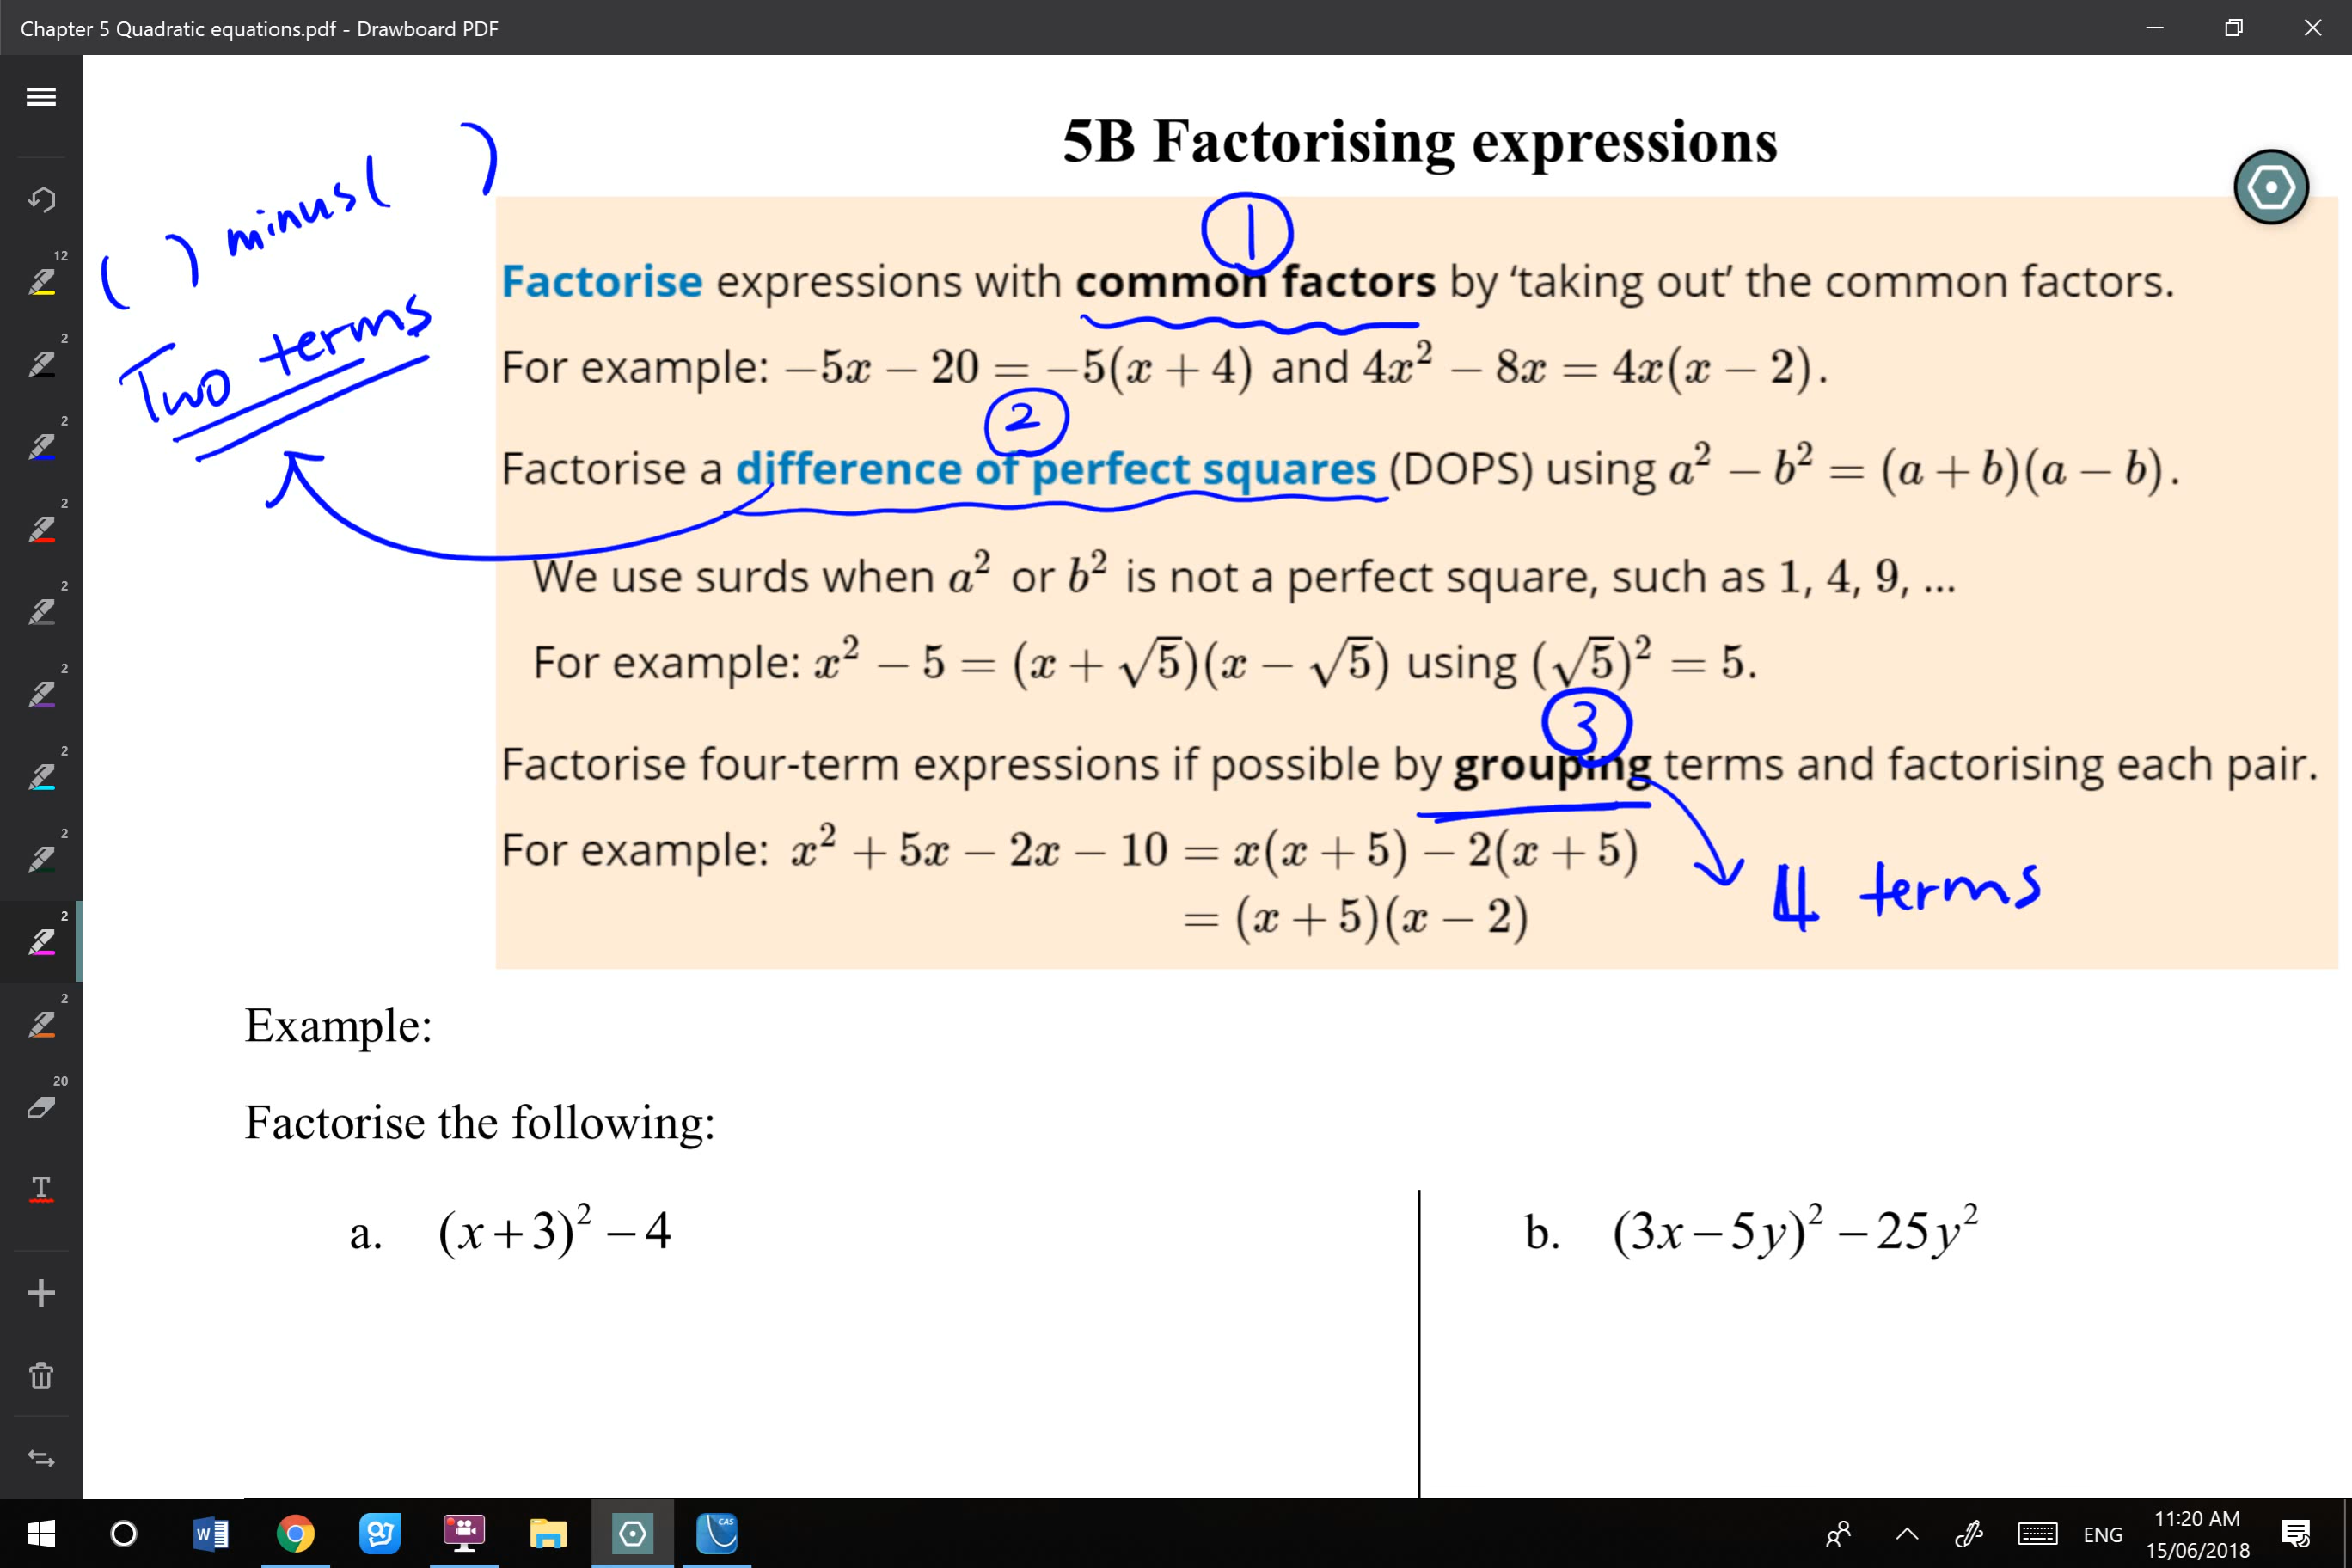 Chapter 5 Quadratic equations.pdf - Drawboard PDF
5B Factorising expressions
( ) minus ( )
Two terms
1
Factorise expressions with common factors by ‘taking out’ the common factors.
For example: −5x − 20 = −5(x + 4) and 4x² − 8x = 4x(x − 2).
2
Factorise a difference of perfect squares (DOPS) using a² − b² = (a + b)(a − b).
We use surds when a² or b² is not a perfect square, such as 1, 4, 9, ...
For example: x² − 5 = (x + √5)(x − √5) using (√5)² = 5.
3
Factorise four-term expressions if possible by grouping terms and factorising each pair.
For example: x² + 5x − 2x − 10 = x(x + 5) − 2(x + 5)
= (x + 5)(x − 2)
4 terms
Example:
Factorise the following:
a. (x+3)² − 4
b. (3x − 5y)² − 25y²
12
2
2
2
2
2
2
2
2
2
20
T
W
CAS
ENG
11:20 AM
15/06/2018